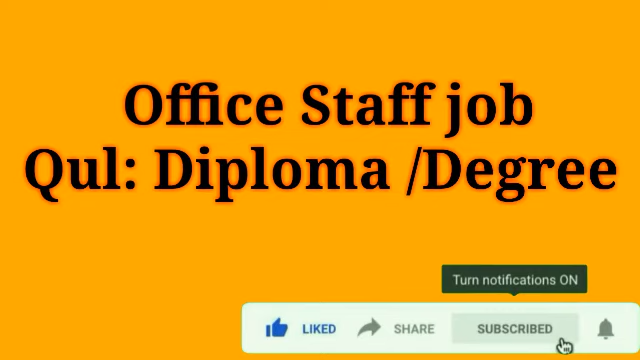 Office Staff job
Qul: Diploma /Degree
Turn notifications ON
LIKED SHARE SUBSCRIBED